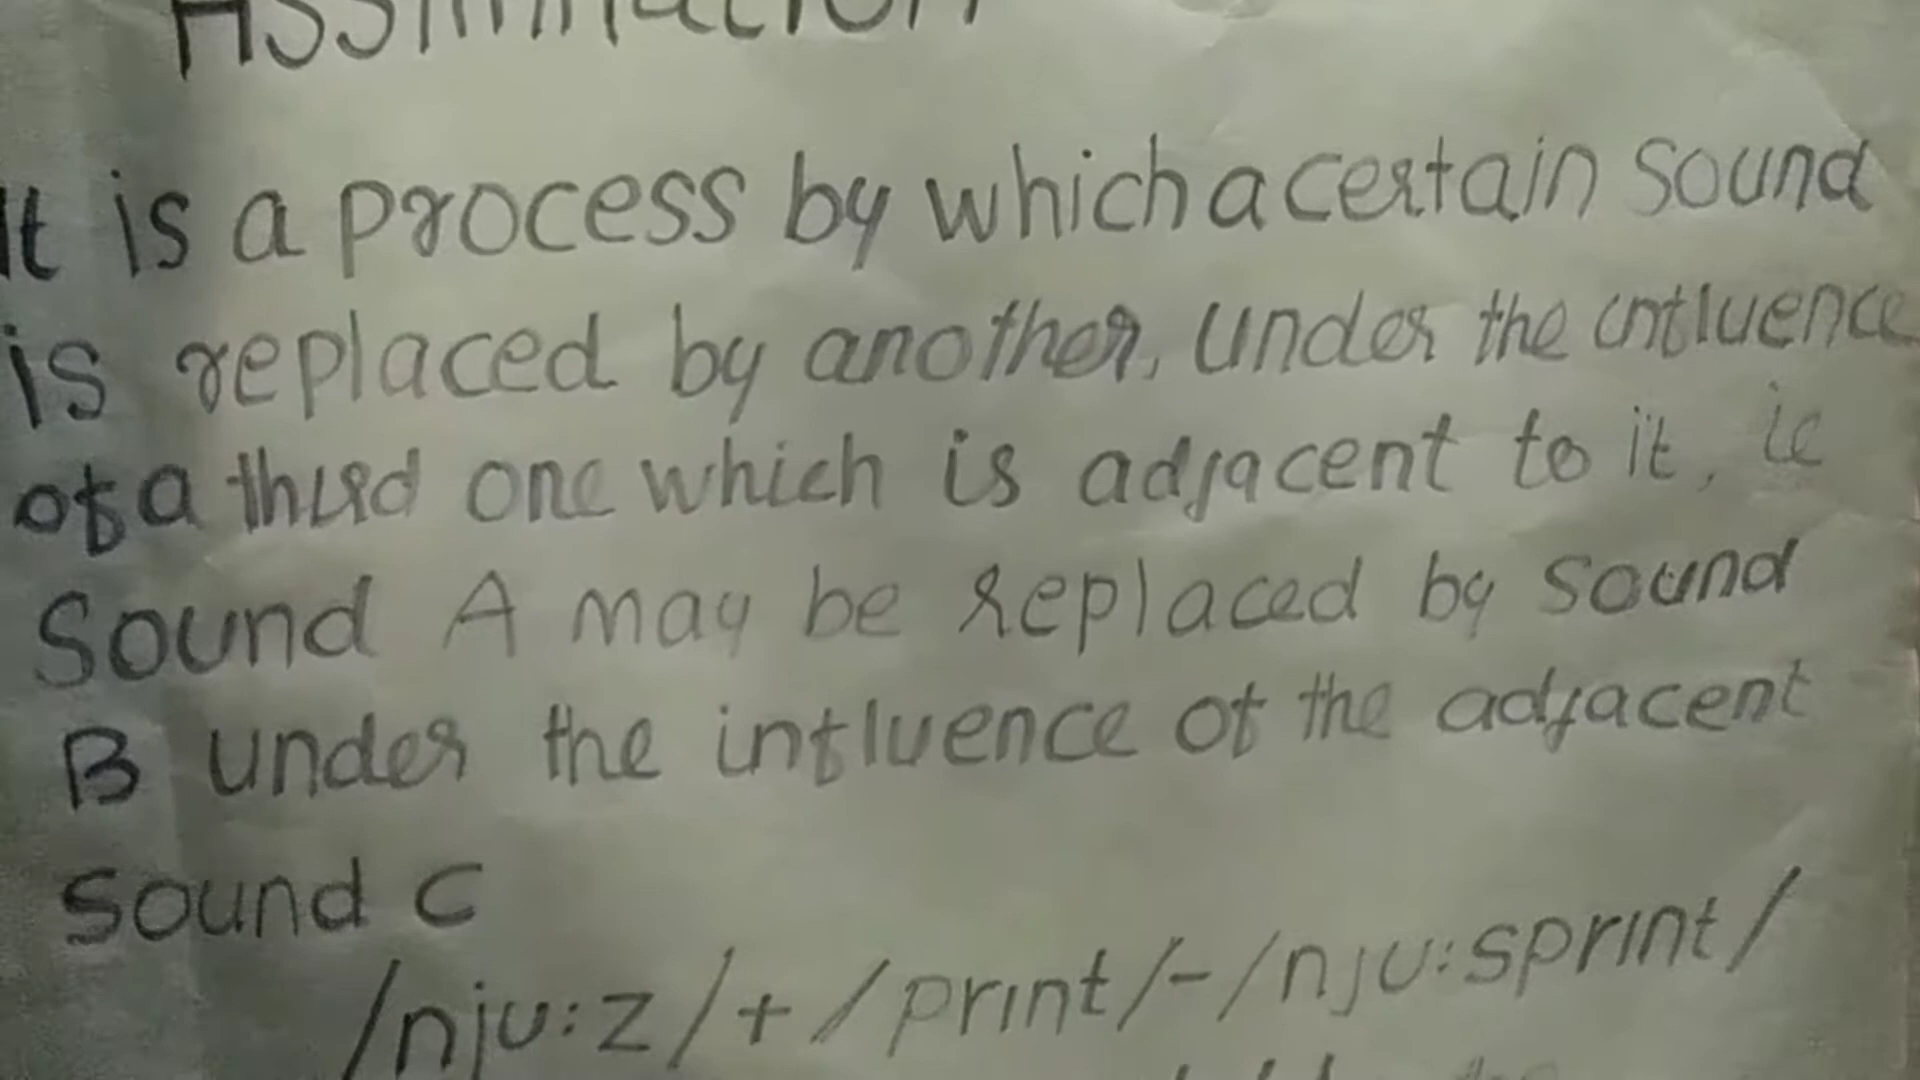 Assimilation
It is a process by which a certain sound
is replaced by another, under the influence
of a third one which is adjacent to it, ie
Sound A may be replaced by sound
B under the influence of the adjacent
Sound C
/nju:z/+/print/-/nju:sprint/